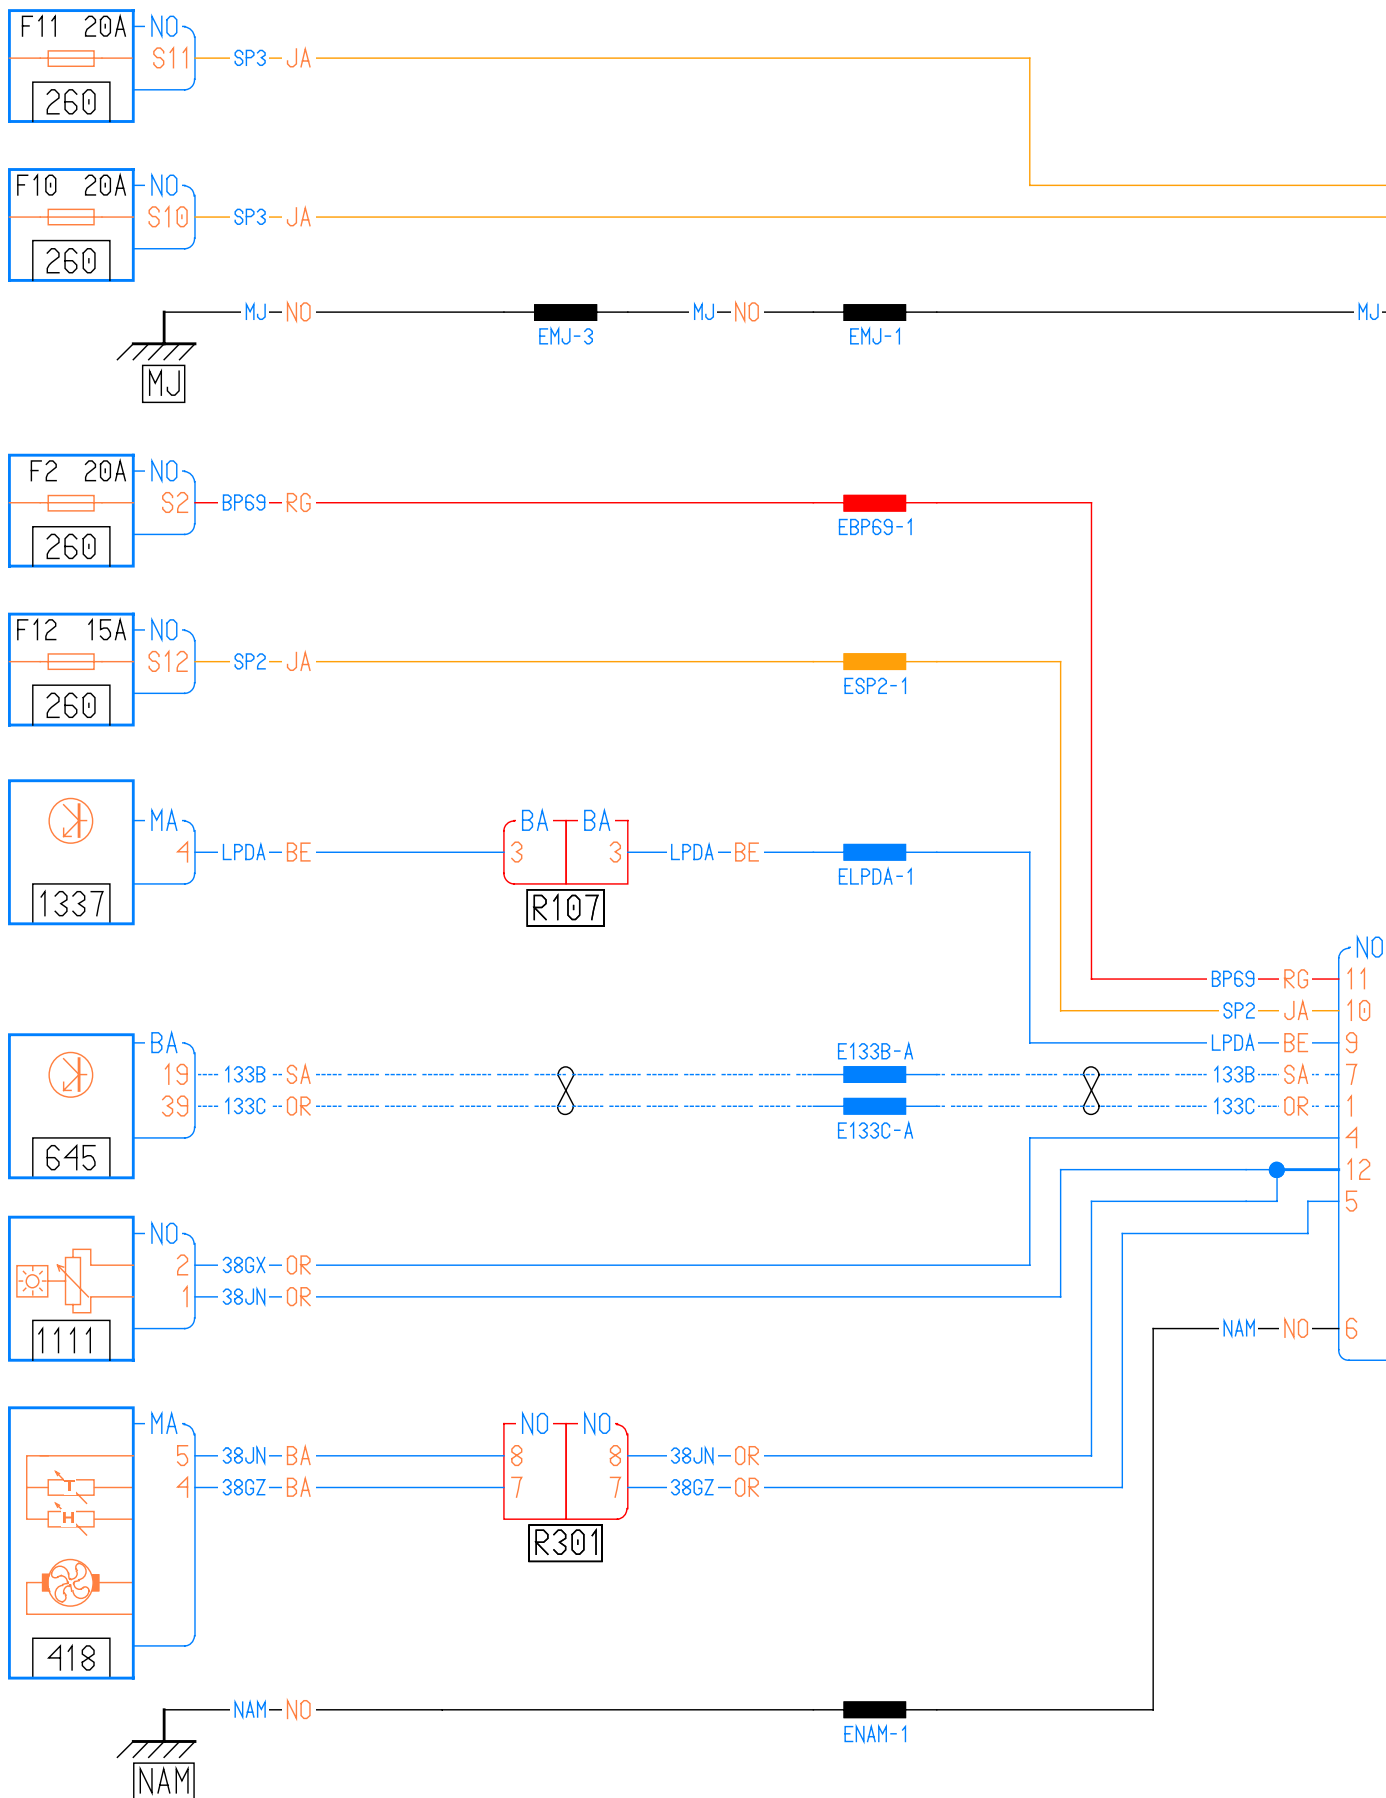 F11 20A NO
S11 SP3 JA
260
F10 20A NO
S10 SP3 JA
260
MJ NO MJ NO MJ
EMJ-3 EMJ-1
MJ
F2 20A NO
S2 BP69 RG
EBP69-1
260
F12 15A NO
S12 SP2 JA
ESP2-1
260
MA BA BA
4 LPDA BE 3 3 LPDA BE
ELPDA-1
1337 R107
NO
BP69 RG 11
SP2 JA 10
LPDA BE 9
BA E133B-A
19 133B SA 133B SA 7
39 133C OR 133C OR 1
E133C-A
4
645
12
5
NO
2 38GX OR
1 38JN OR
1111
NAM NO 6
MA NO NO
5 38JN BA 8 8 38JN OR
4 38GZ BA 7 7 38GZ OR
T
H
R301
418
NAM NO
ENAM-1
NAM